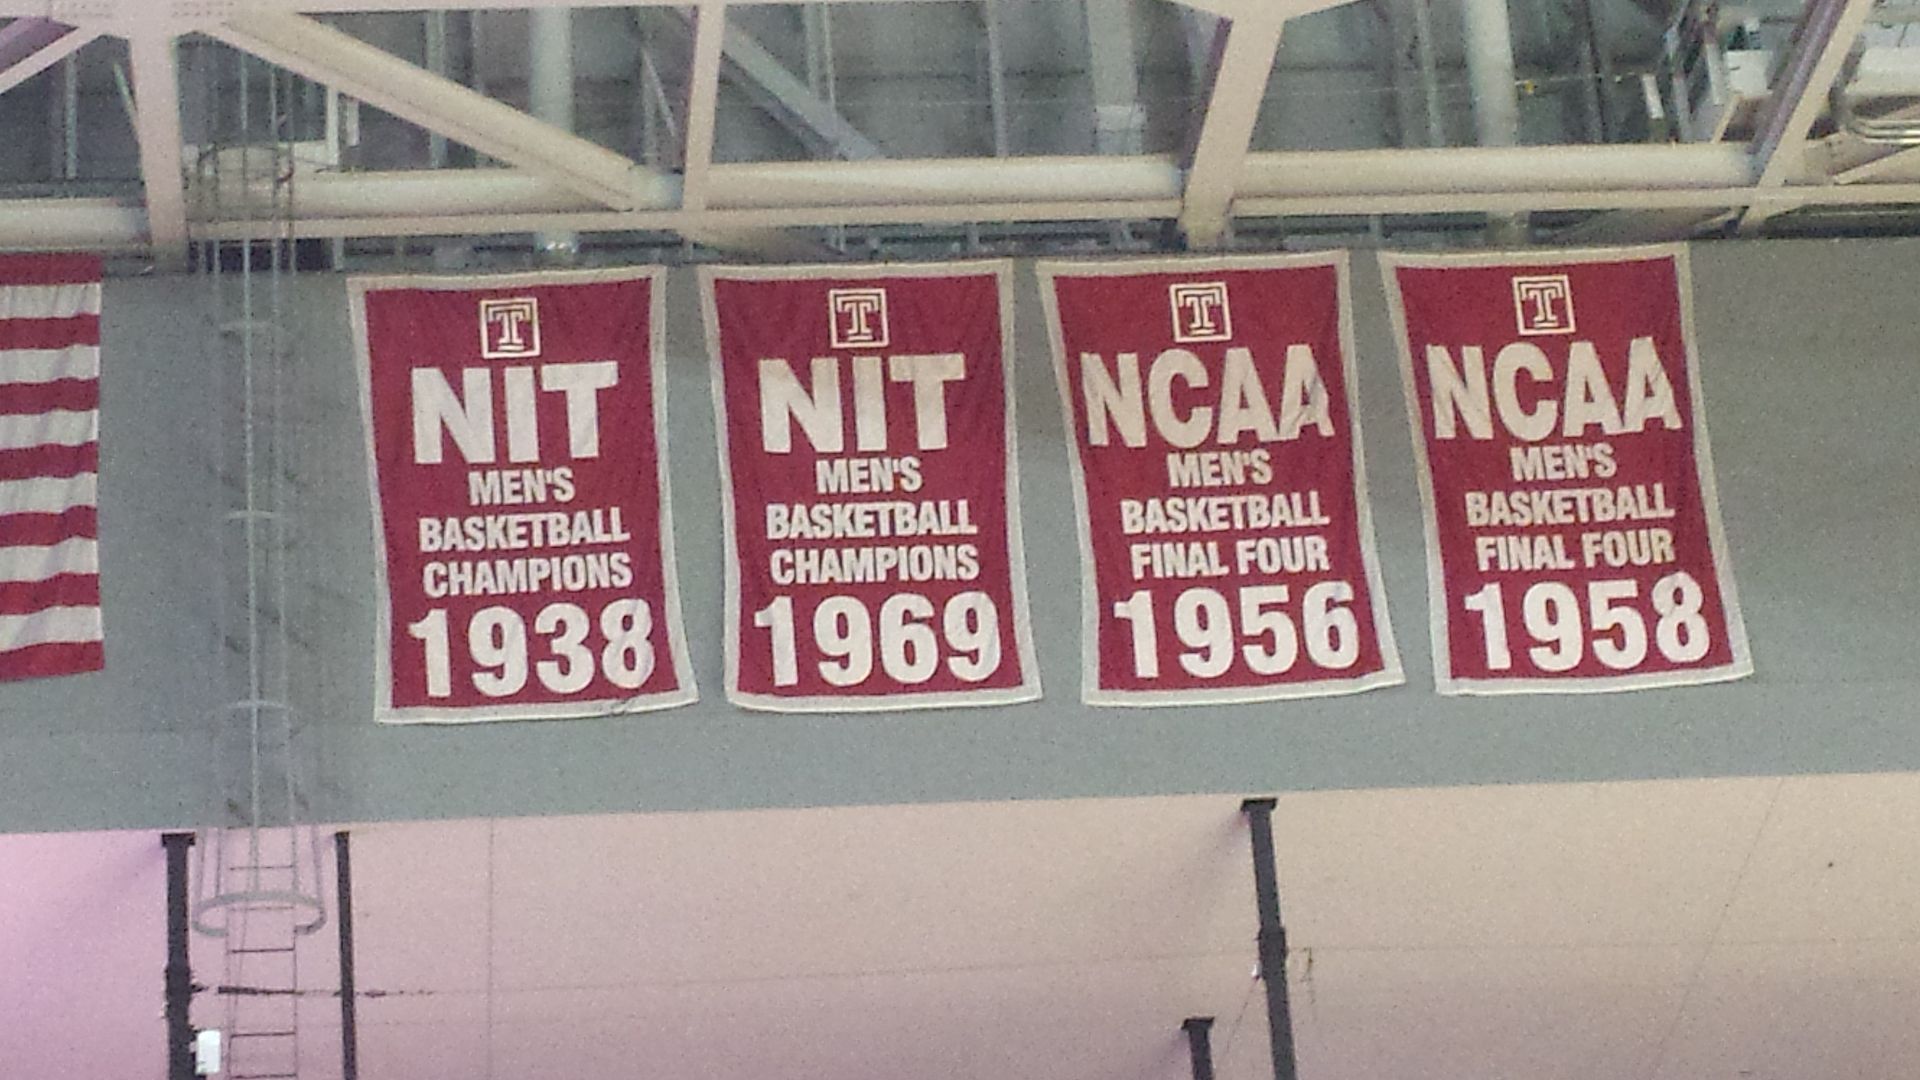 T
NIT
MEN'S
BASKETBALL
CHAMPIONS
1938
T
NIT
MEN'S
BASKETBALL
CHAMPIONS
1969
T
NCAA
MEN'S
BASKETBALL
FINAL FOUR
1956
T
NCAA
MEN'S
BASKETBALL
FINAL FOUR
1958